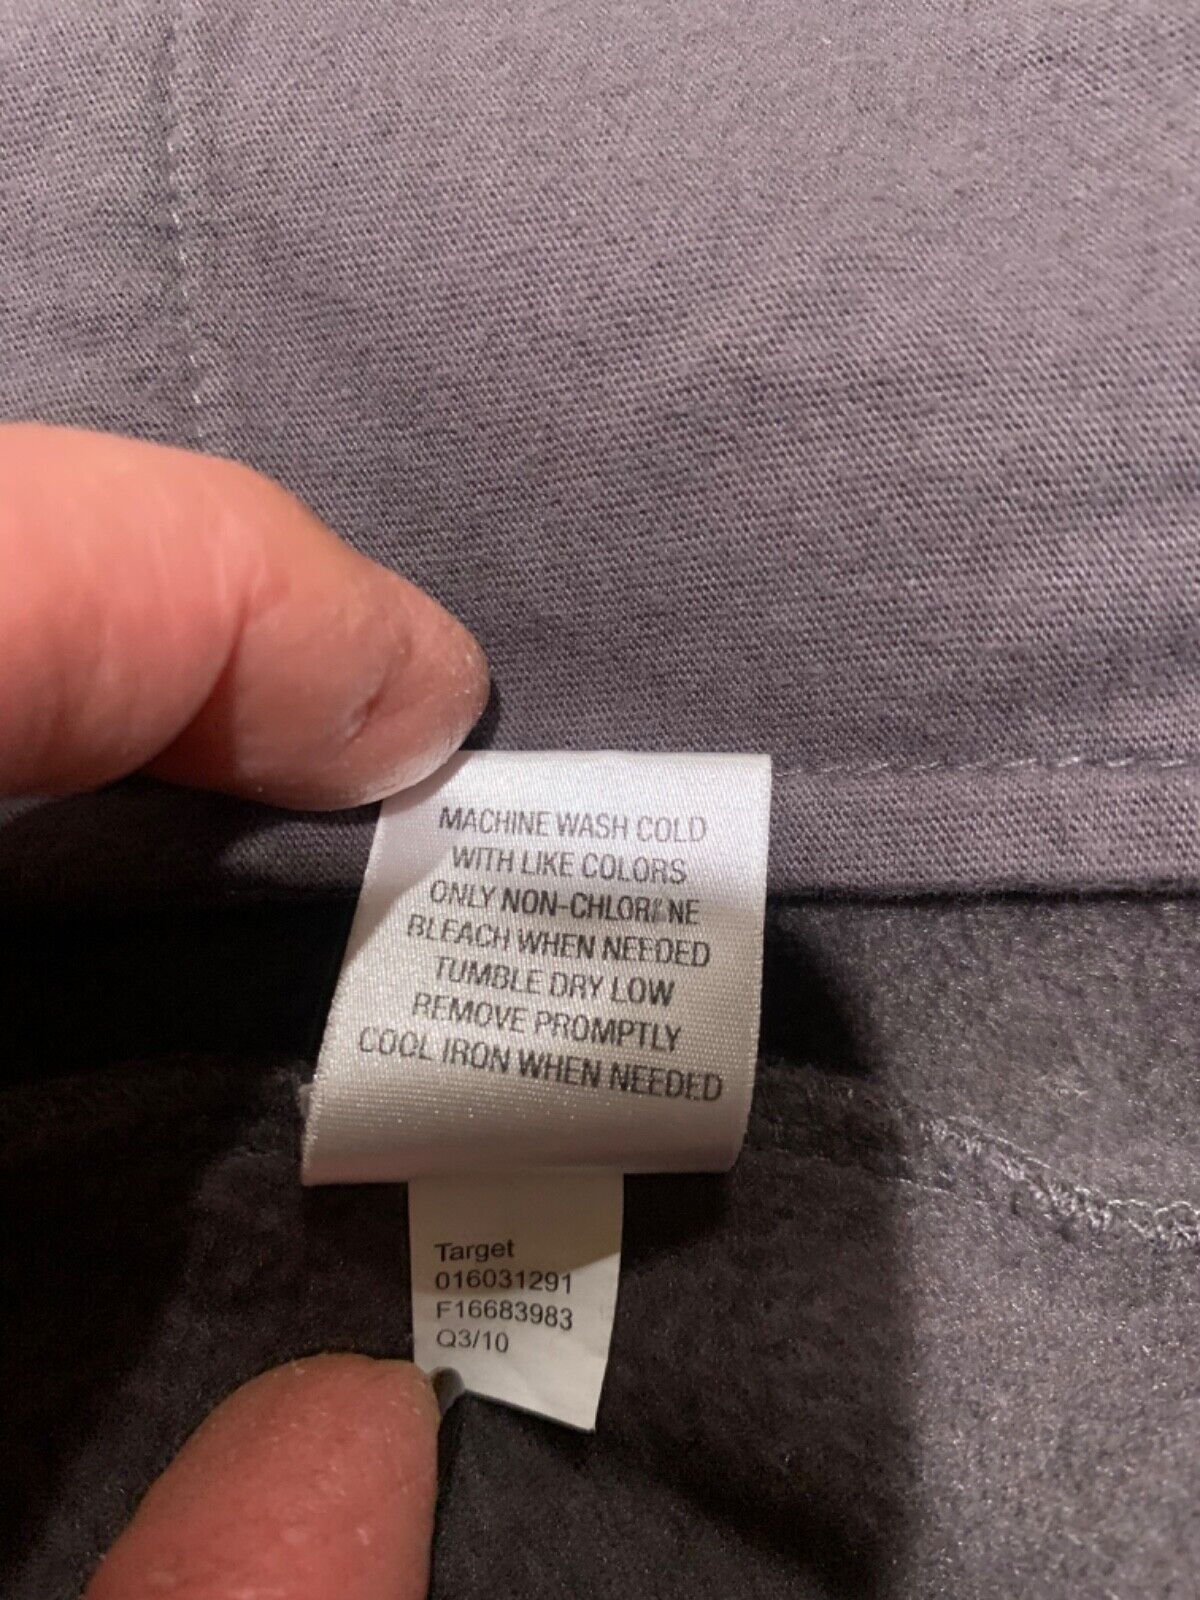 MACHINE WASH COLD
WITH LIKE COLORS
ONLY NON-CHLORINE
BLEACH WHEN NEEDED
TUMBLE DRY LOW
REMOVE PROMPTLY
COOL IRON WHEN NEEDED
Target
016031291
F16683983
Q3/10